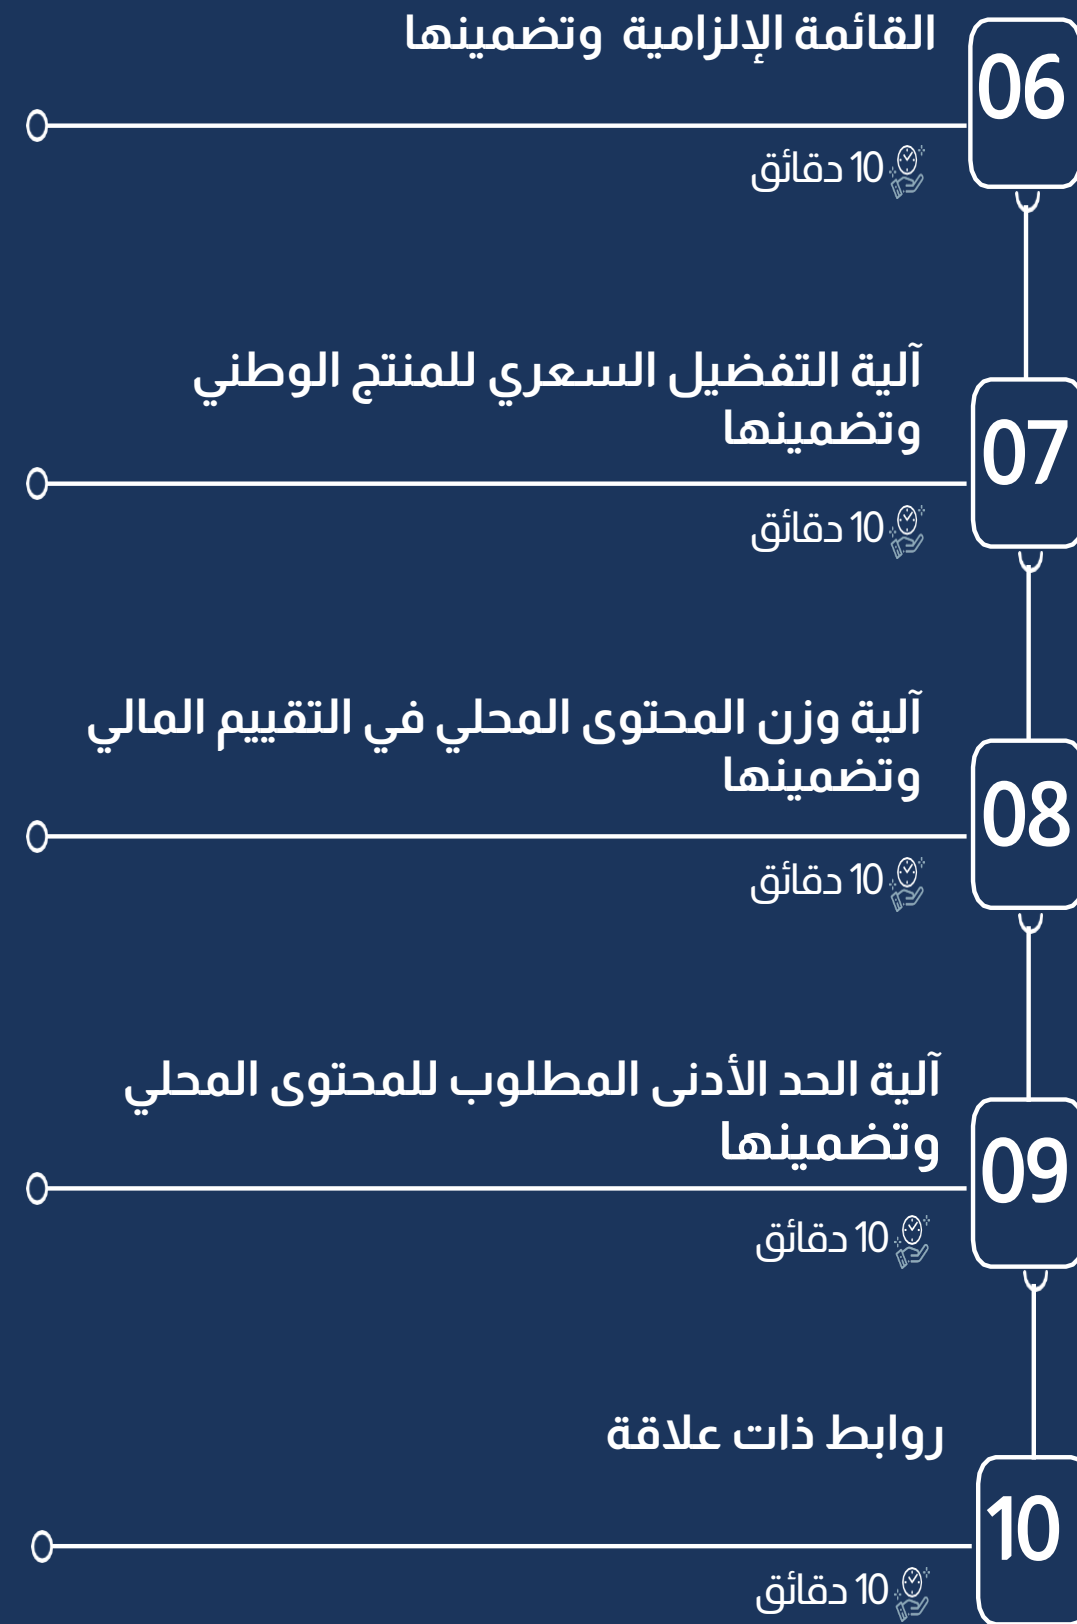 القائمة الإلزامية وتضمينها
06
10 دقائق
آلية التفضيل السعري للمنتج الوطني
وتضمينها
07
10 دقائق
آلية وزن المحتوى المحلي في التقييم المالي
وتضمينها
08
10 دقائق
آلية الحد الأدنى المطلوب للمحتوى المحلي
وتضمينها
09
10 دقائق
روابط ذات علاقة
10
10 دقائق